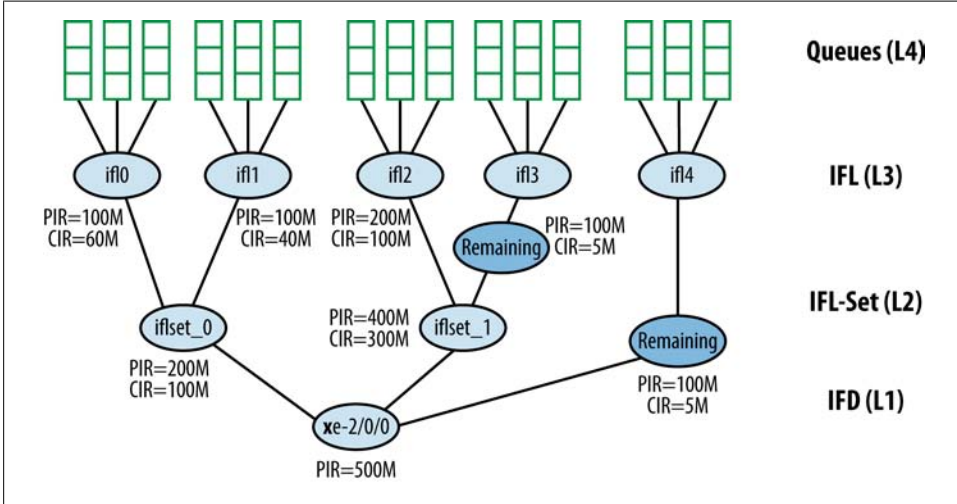 Queues (L4)
ifl0
ifl1
ifl2
ifl3
ifl4
IFL (L3)
PIR=100M
CIR=60M
PIR=100M
CIR=40M
PIR=200M
CIR=100M
Remaining
PIR=100M
CIR=5M
IFL-Set (L2)
iflset_0
PIR=400M
CIR=300M
iflset_1
Remaining
PIR=200M
CIR=100M
PIR=100M
CIR=5M
IFD (L1)
xe-2/0/0
PIR=500M